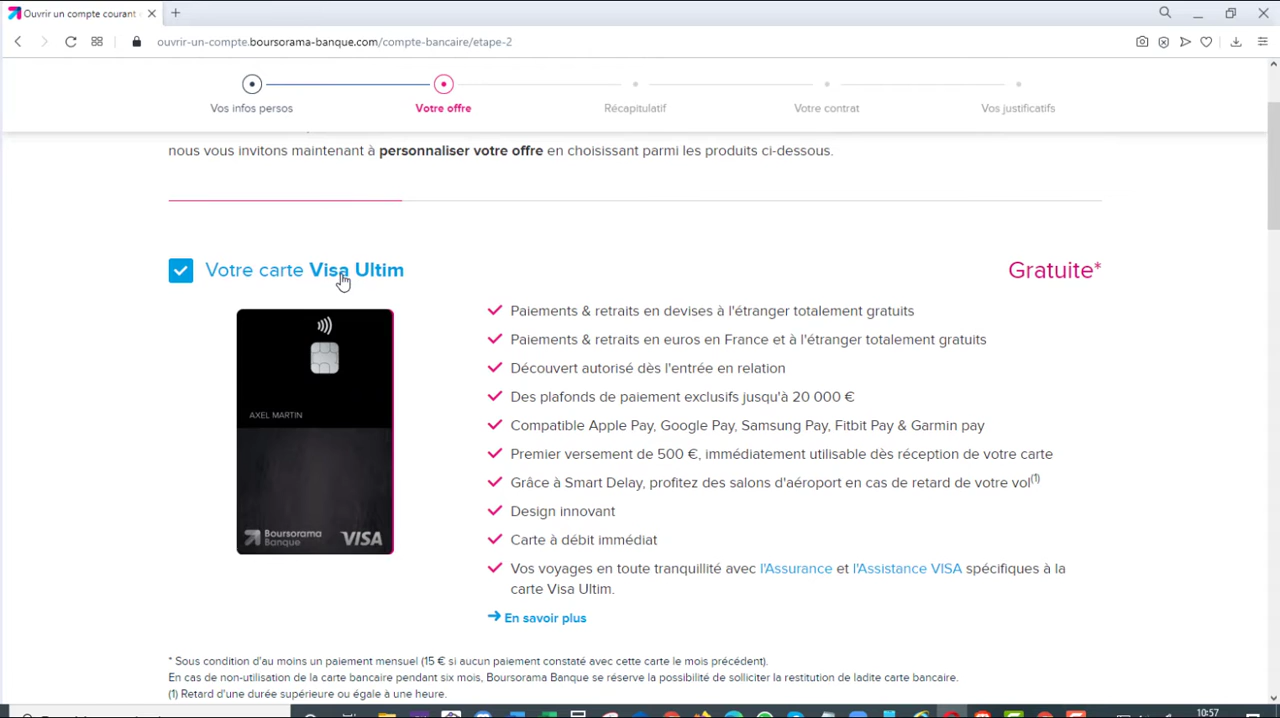 Ouvrir un compte courant
ouvrir-un-compte.boursorama-banque.com/compte-bancaire/etape-2
Vos infos persos
Votre offre
Récapitulatif
Votre contrat
Vos justificatifs
nous vous invitons maintenant à personnaliser votre offre en choisissant parmi les produits ci-dessous.
Votre carte Visa Ultim
Gratuite*
AXEL MARTIN
Boursorama
Banque
VISA
Paiements & retraits en devises à l'étranger totalement gratuits
Paiements & retraits en euros en France et à l'étranger totalement gratuits
Découvert autorisé dès l'entrée en relation
Des plafonds de paiement exclusifs jusqu'à 20 000 €
Compatible Apple Pay, Google Pay, Samsung Pay, Fitbit Pay & Garmin pay
Premier versement de 500 €, immédiatement utilisable dès réception de votre carte
Grâce à Smart Delay, profitez des salons d'aéroport en cas de retard de votre vol(1)
Design innovant
Carte à débit immédiat
Vos voyages en toute tranquillité avec l'Assurance et l'Assistance VISA spécifiques à la
carte Visa Ultim.
En savoir plus
* Sous condition d'au moins un paiement mensuel (15 € si aucun paiement constaté avec cette carte le mois précédent).
En cas de non-utilisation de la carte bancaire pendant six mois, Boursorama Banque se réserve la possibilité de solliciter la restitution de ladite carte bancaire.
(1) Retard d'une durée supérieure ou égale à une heure.
10:57